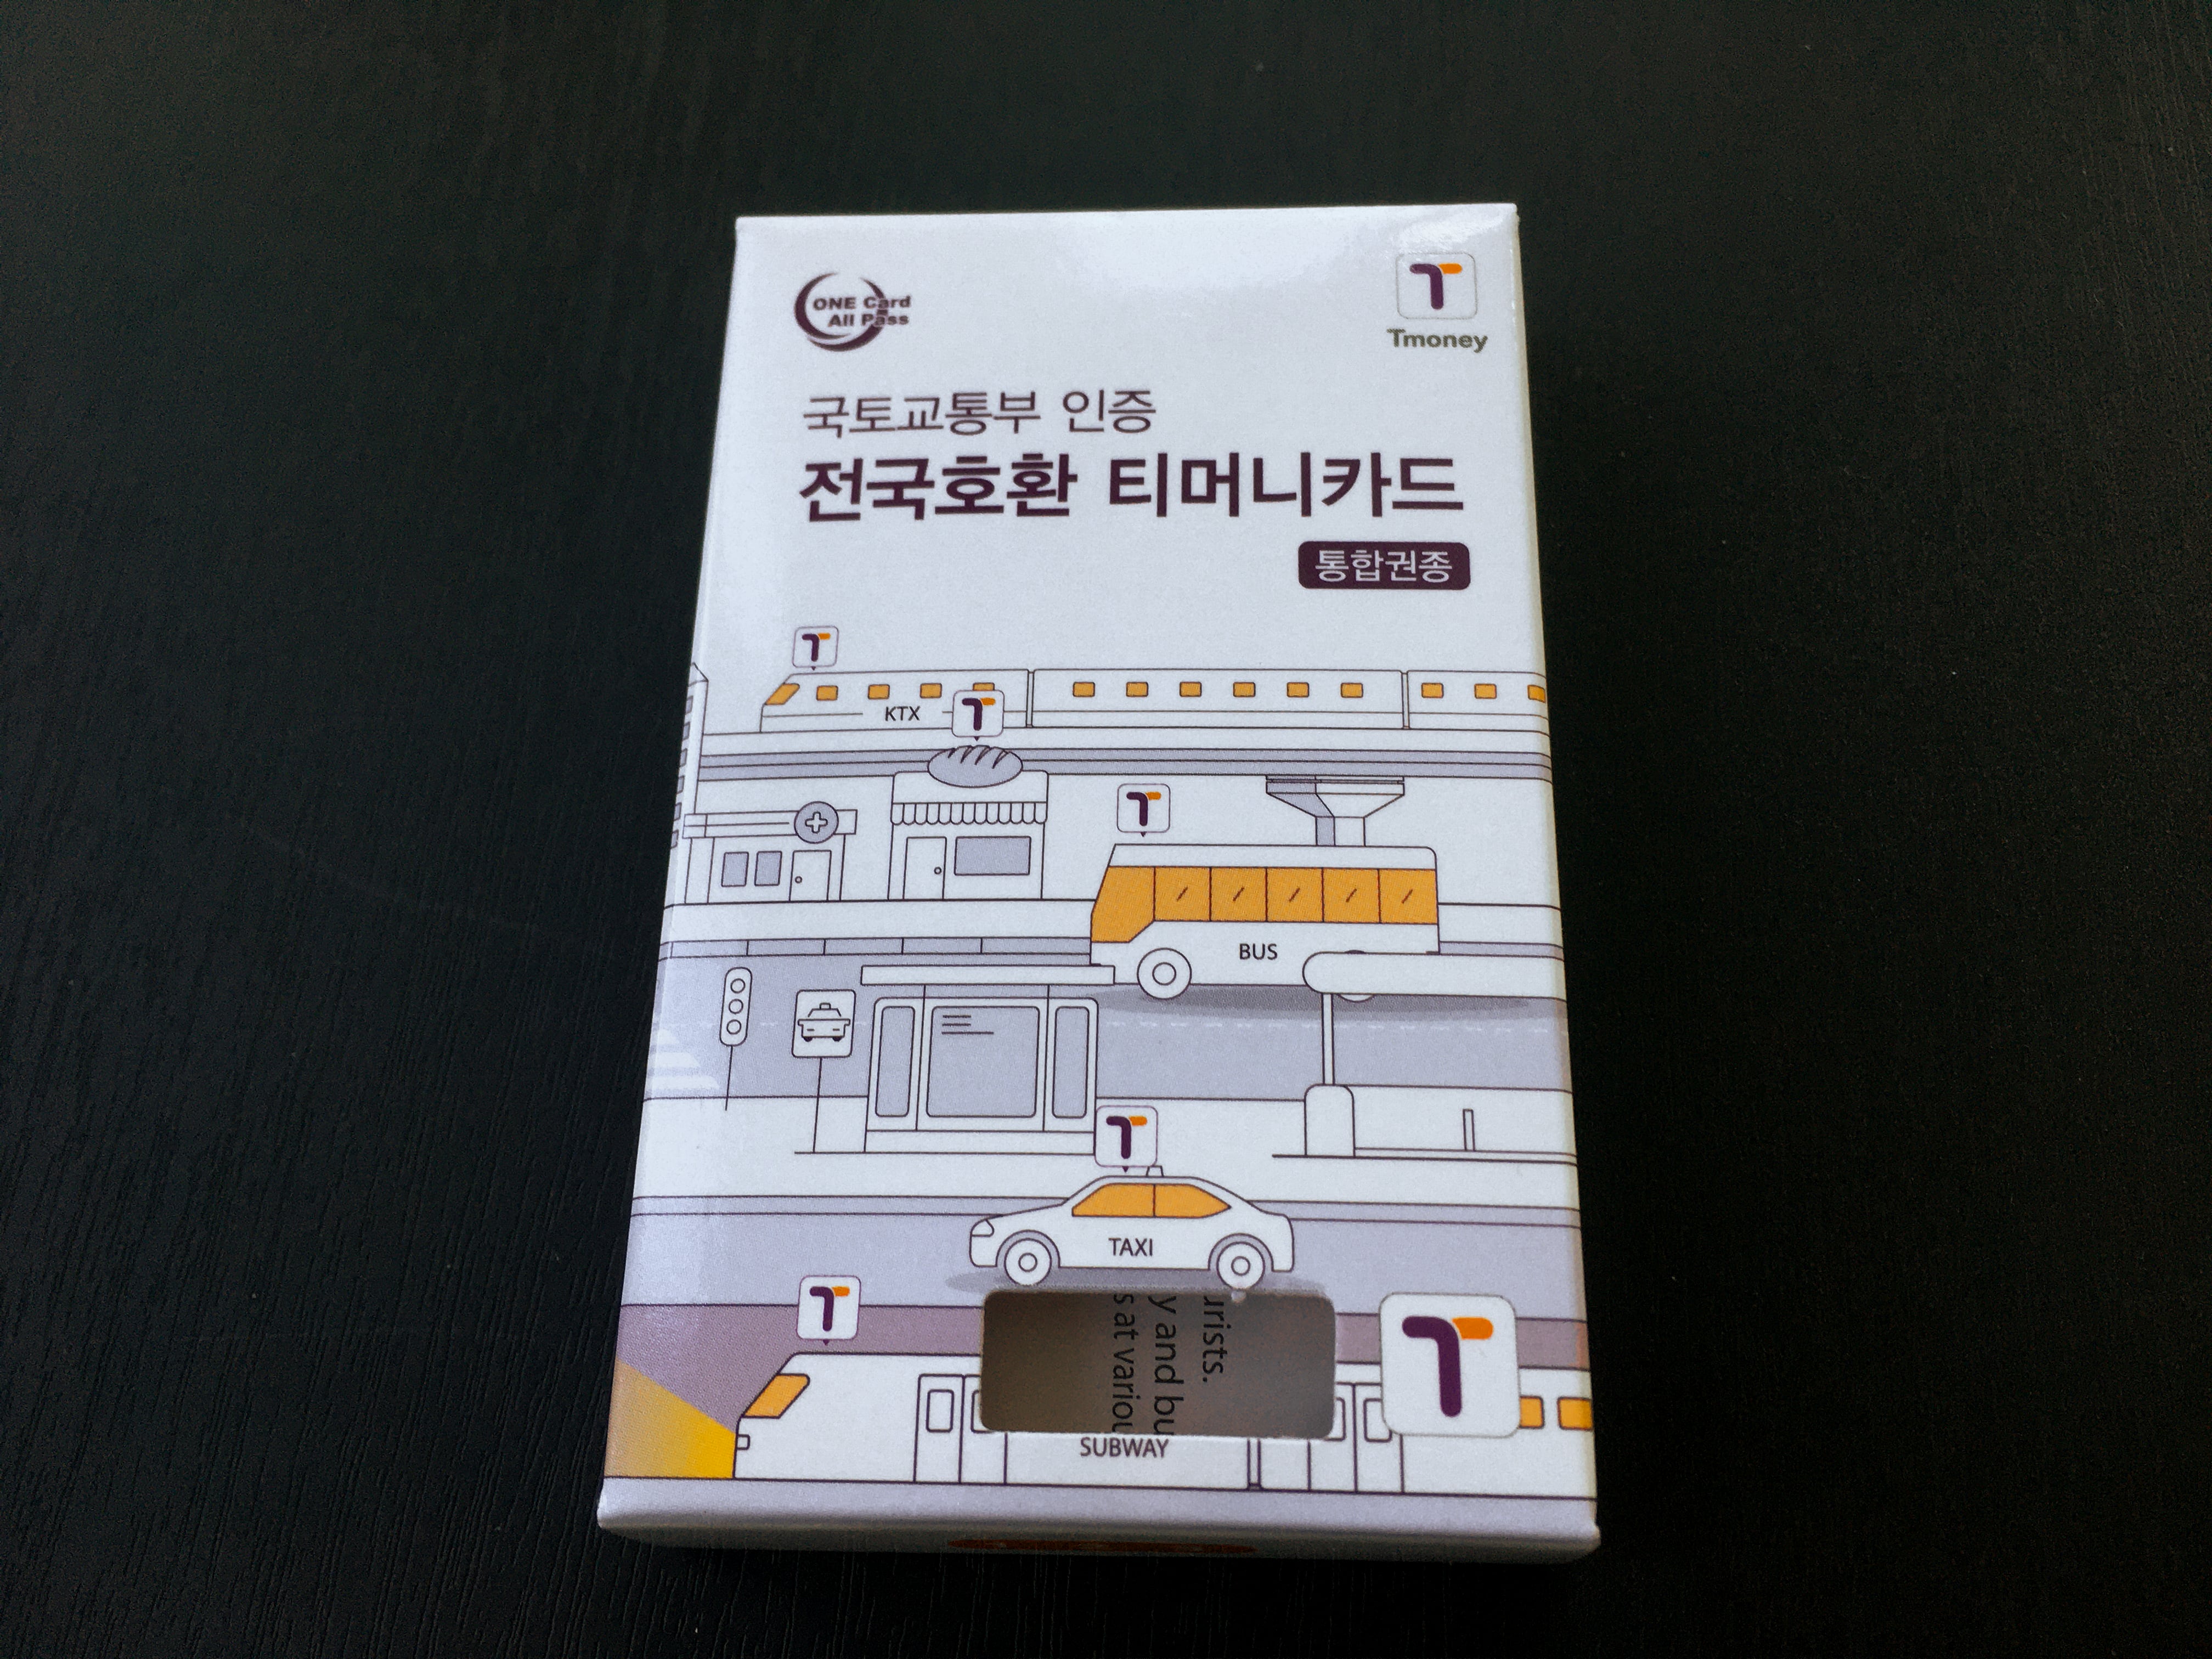 ONE Card
All Pass
Tmoney
국토교통부 인증
전국호환 티머니카드
통합권종
KTX
BUS
TAXI
urists.
y and bu
s at variou
SUBWAY